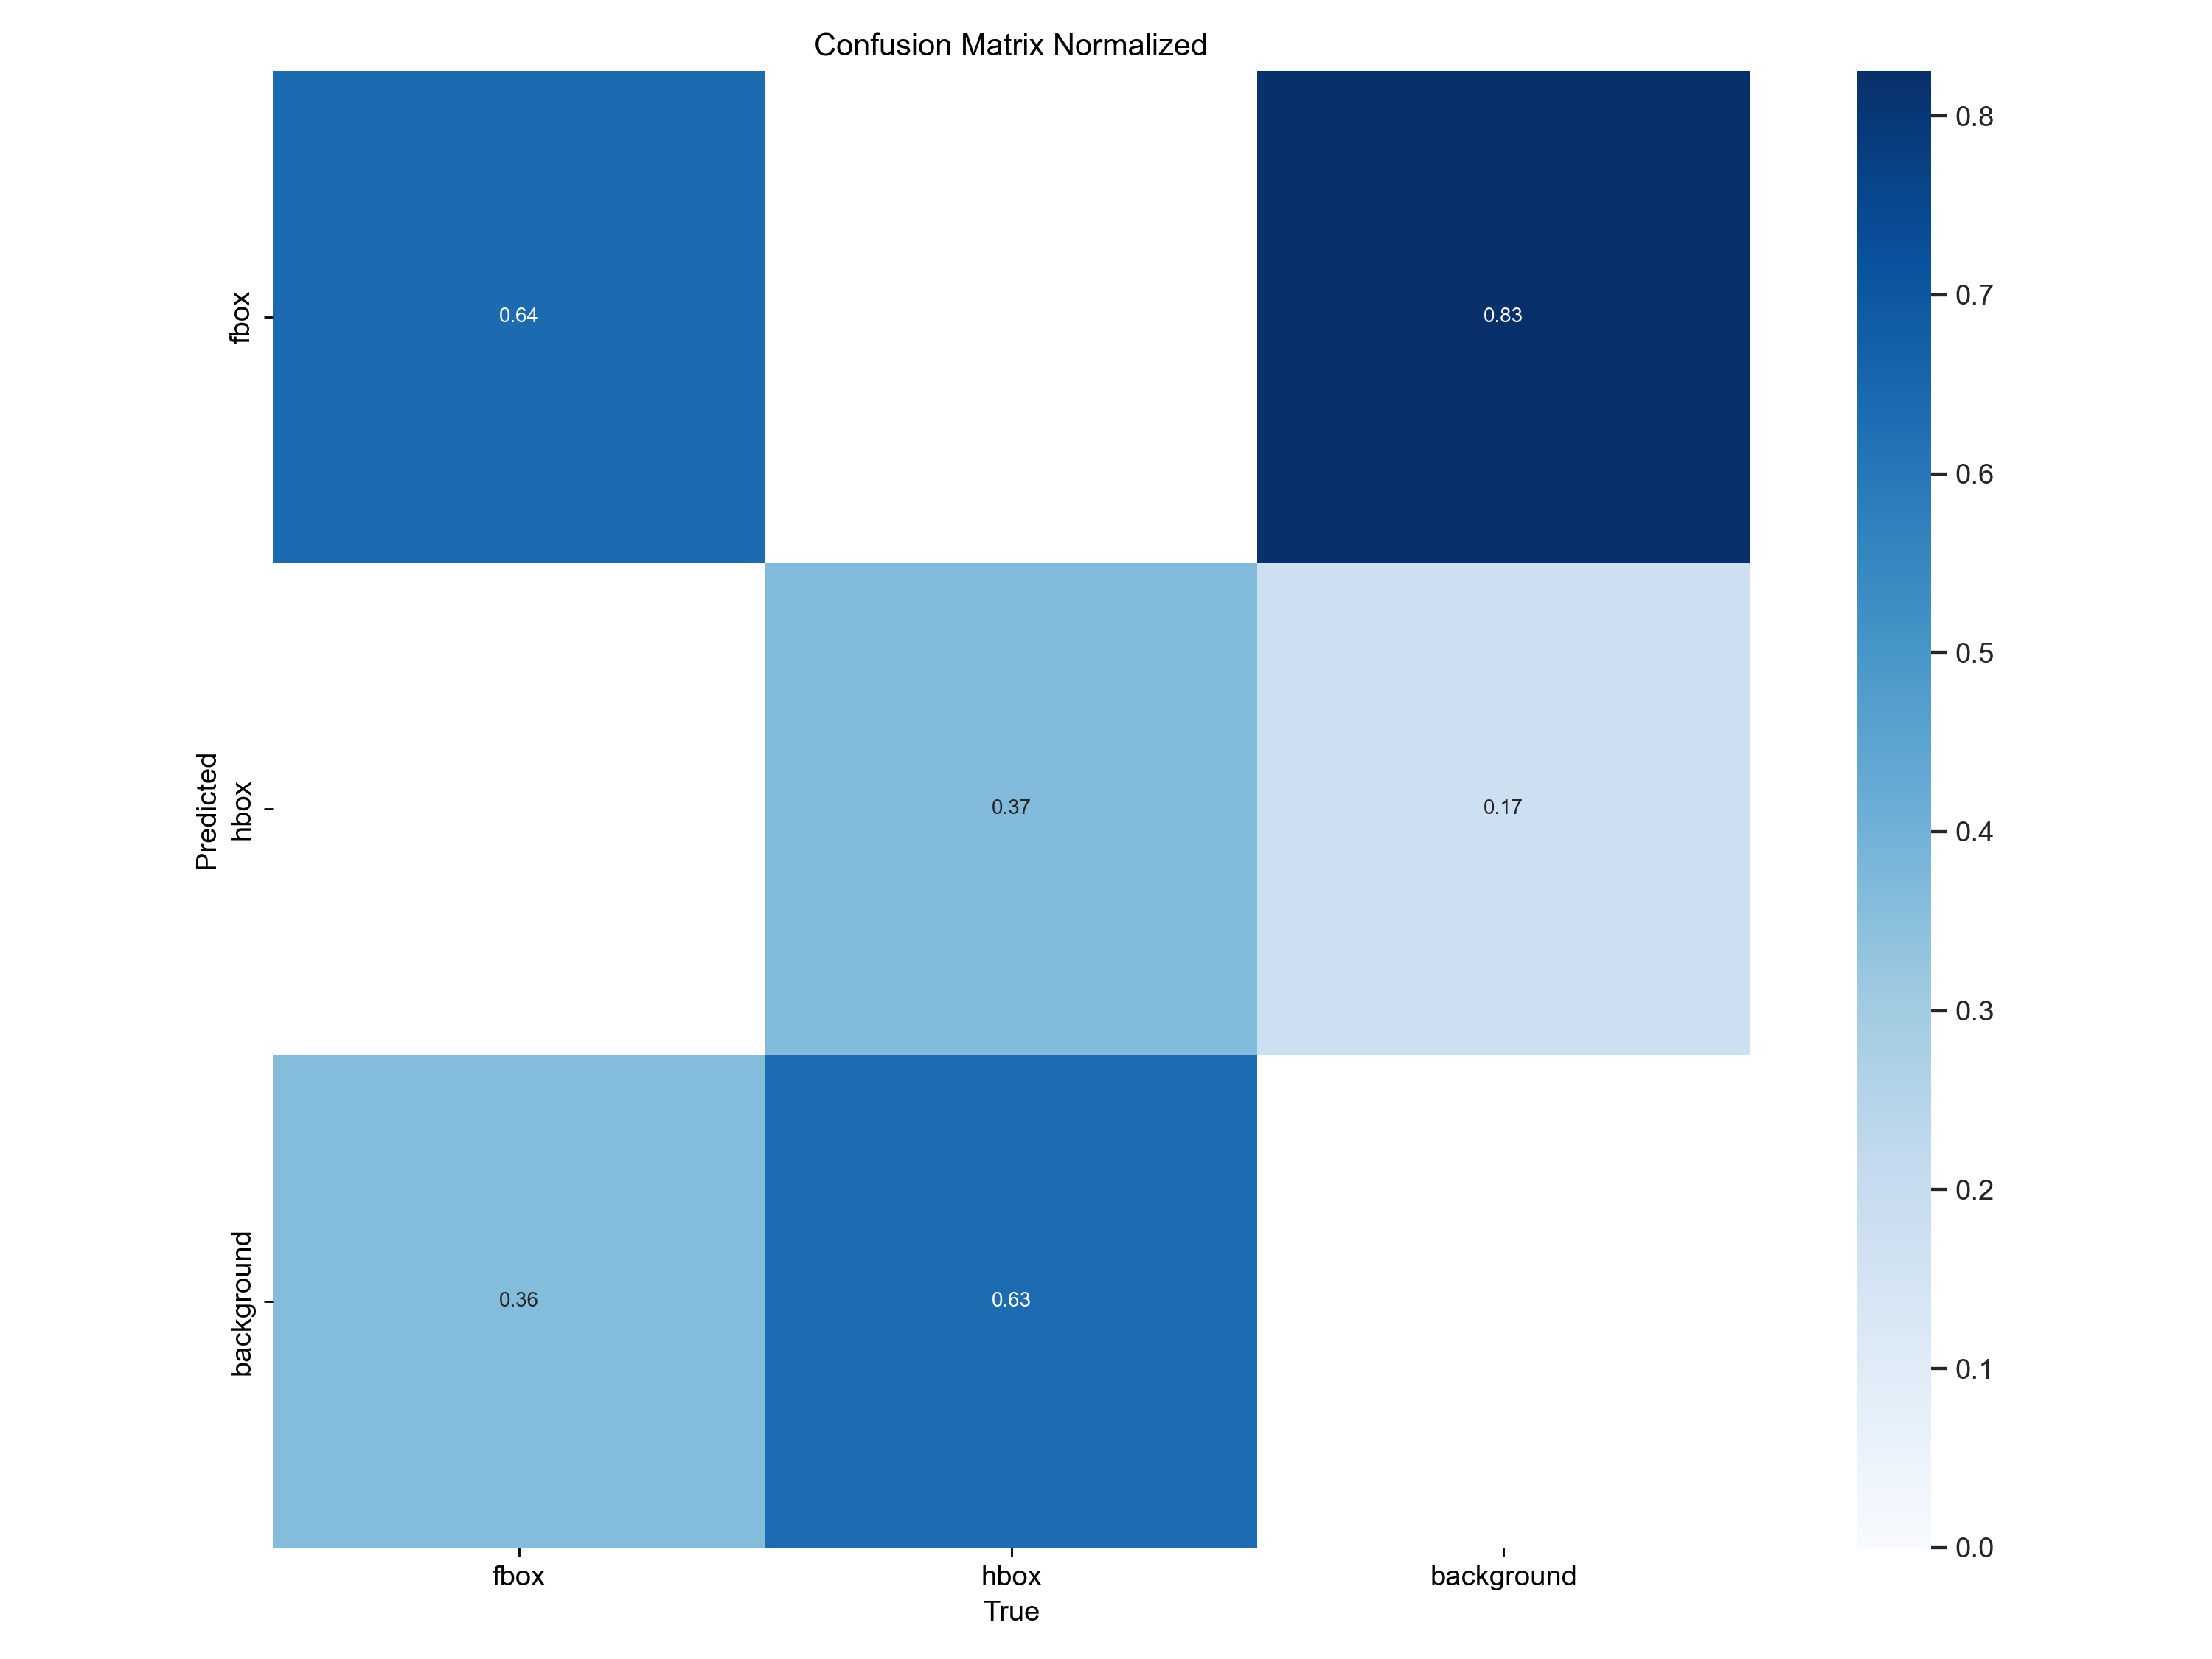 Confusion Matrix Normalized
fbox
hbox
background
Predicted
0.64
0.83
0.37
0.17
0.36
0.63
fbox
hbox
background
True
0.8
0.7
0.6
0.5
0.4
0.3
0.2
0.1
0.0